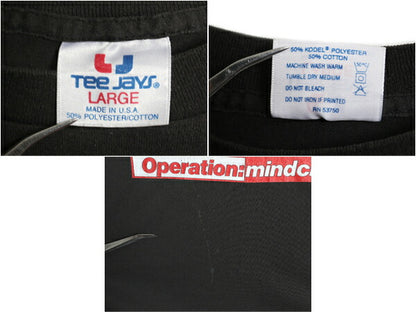 TEE JAYS®
LARGE
MADE IN U.S.A.
50% POLYESTER/COTTON
50% KODEL® POLYESTER
50% COTTON
MACHINE WASH WARM
TUMBLE DRY MEDIUM
DO NOT BLEACH
DO NOT IRON IF PRINTED
RN 53750
Operation:mindc